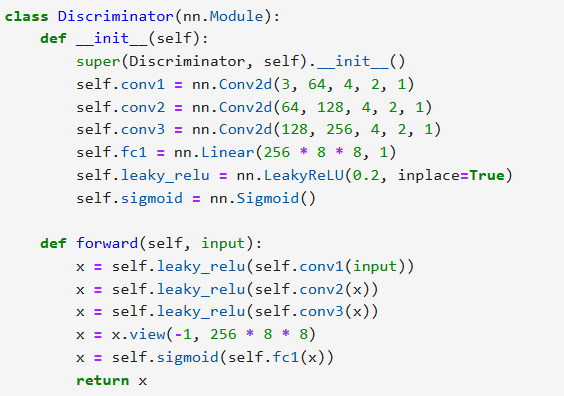 class Discriminator(nn.Module):
    def __init__(self):
        super(Discriminator, self).__init__()
        self.conv1 = nn.Conv2d(3, 64, 4, 2, 1)
        self.conv2 = nn.Conv2d(64, 128, 4, 2, 1)
        self.conv3 = nn.Conv2d(128, 256, 4, 2, 1)
        self.fc1 = nn.Linear(256 * 8 * 8, 1)
        self.leaky_relu = nn.LeakyReLU(0.2, inplace=True)
        self.sigmoid = nn.Sigmoid()

    def forward(self, input):
        x = self.leaky_relu(self.conv1(input))
        x = self.leaky_relu(self.conv2(x))
        x = self.leaky_relu(self.conv3(x))
        x = x.view(-1, 256 * 8 * 8)
        x = self.sigmoid(self.fc1(x))
        return x